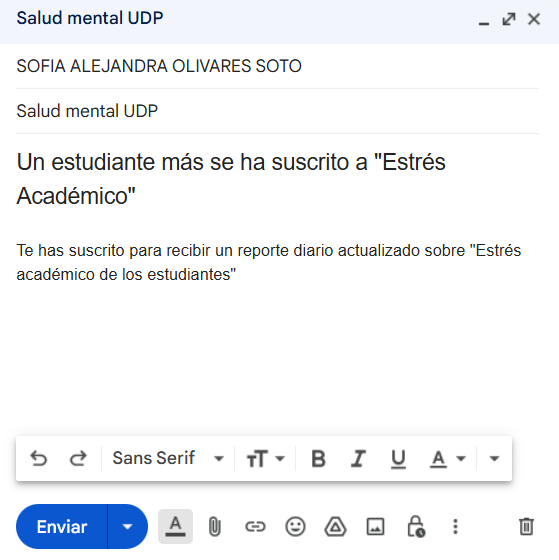 Salud mental UDP
SOFIA ALEJANDRA OLIVARES SOTO
Salud mental UDP
Un estudiante más se ha suscrito a "Estrés
Académico"
Te has suscrito para recibir un reporte diario actualizado sobre "Estrés
académico de los estudiantes"
Sans Serif
TT
B I U A
Enviar
A